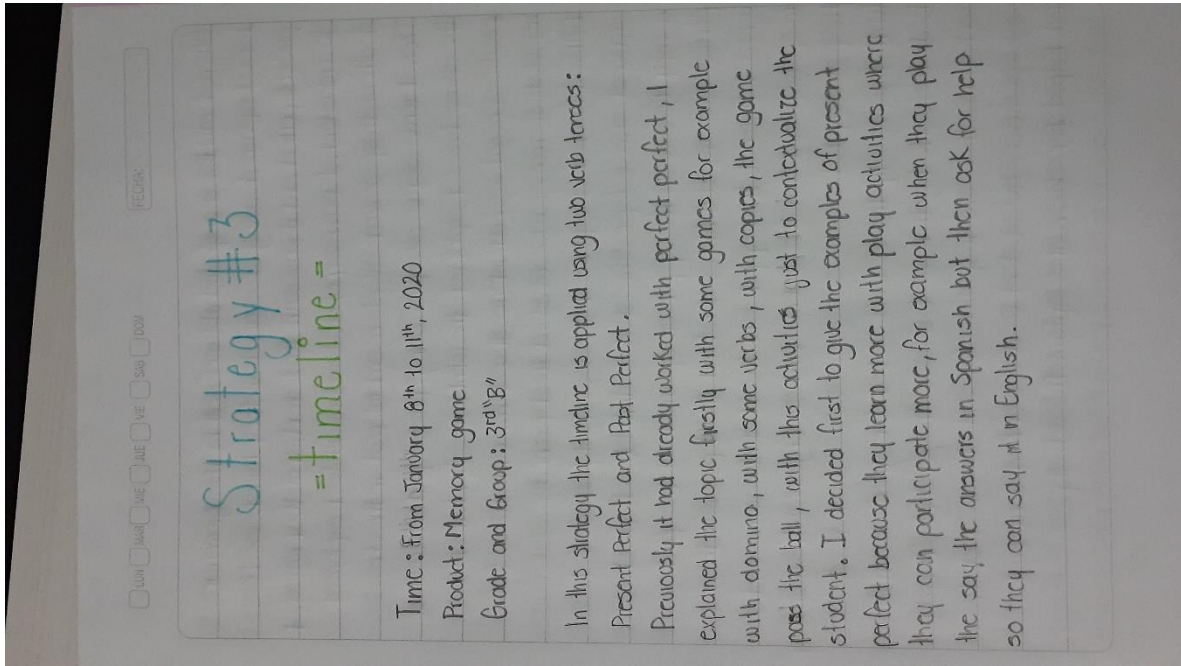 LUN MAR MIE JUE VIE SAB DOM FECHA:
Strategy #3
=timeline=
Time: From January 8th to 11th, 2020
Product: Memory game
Grade and Group: 3rd "B"
In this strategy the timeline is applied using two verb tenses:
Present Perfect and Past Perfect.
Previously it had already worked with perfect perfect, I
explained the topic firstly with some games for example
with domino, with some verbs, with copies, the game
pass the ball, with this activities just to contextualize the
student. I decided first to give the examples of present
perfect because they learn more with play activities where
they can participate more, for example when they play
the say the answers in Spanish but then ask for help
so they can say it in English.